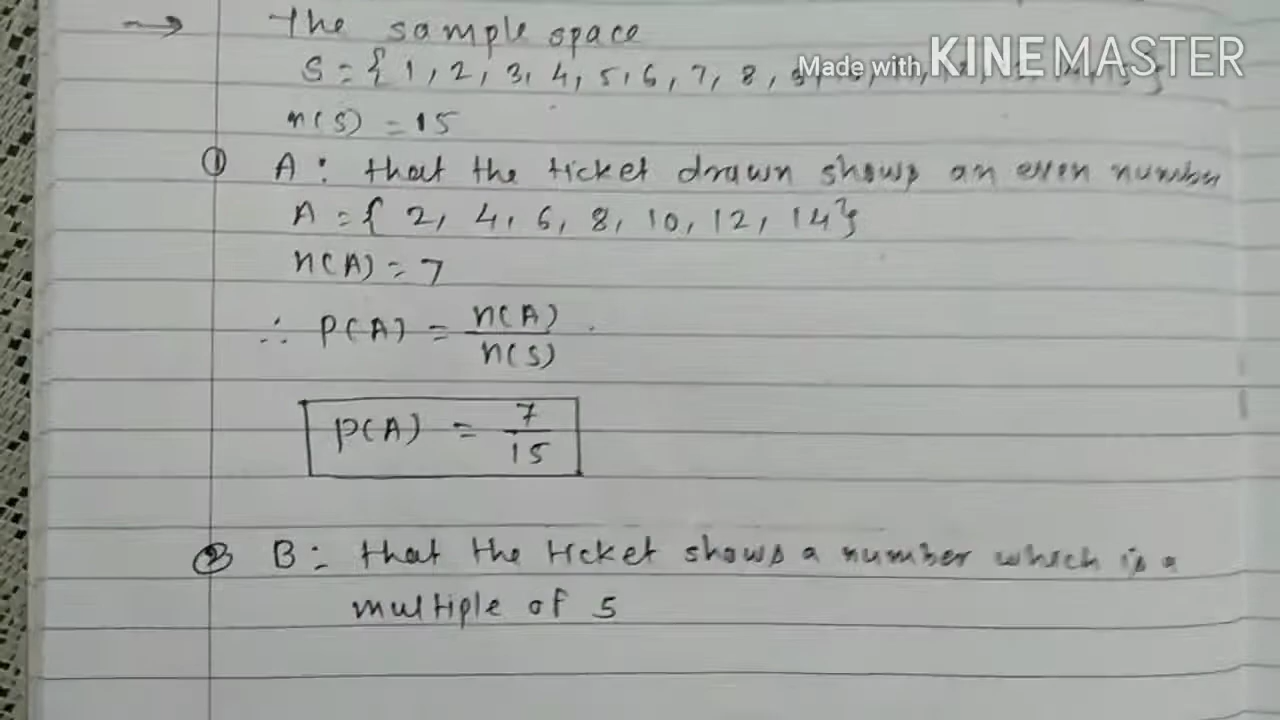 → The sample space
S = { 1, 2, 3, 4, 5, 6, 7, 8,
Made with KINEMASTER
n(S) = 15
① A : that the ticket drawn shows an even number
A = { 2, 4, 6, 8, 10, 12, 14}
n(A) = 7
∴ P(A) = n(A) / n(S)
P(A) = 7 / 15
② B : that the ticket shows a number which is a
multiple of 5